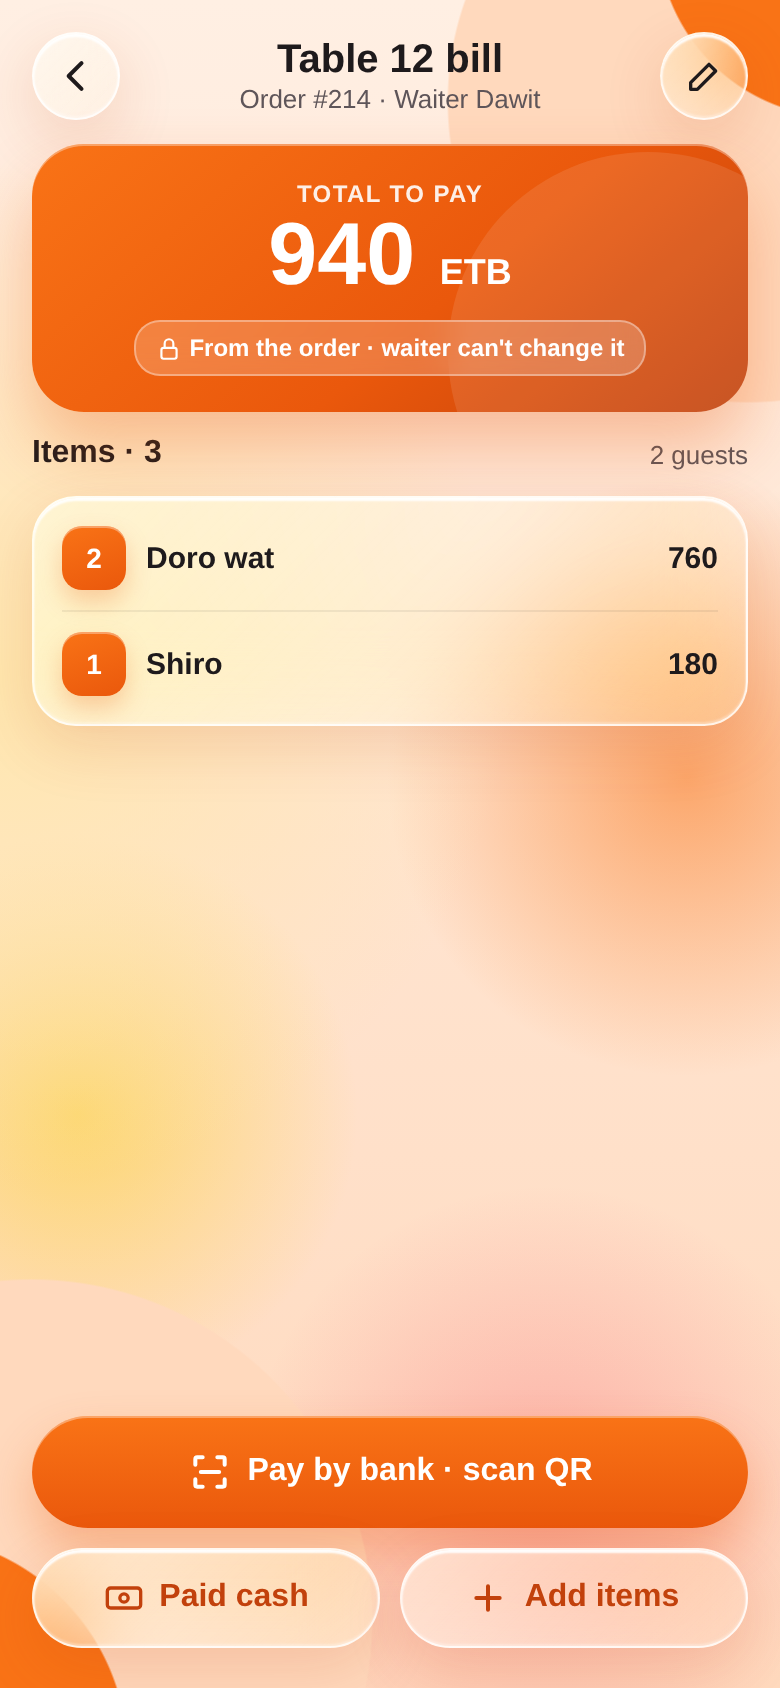 Table 12 bill
Order #214 · Waiter Dawit
TOTAL TO PAY
940 ETB
From the order · waiter can't change it
Items · 3
2 guests
2 Doro wat 760
1 Shiro 180
Pay by bank · scan QR
Paid cash
Add items